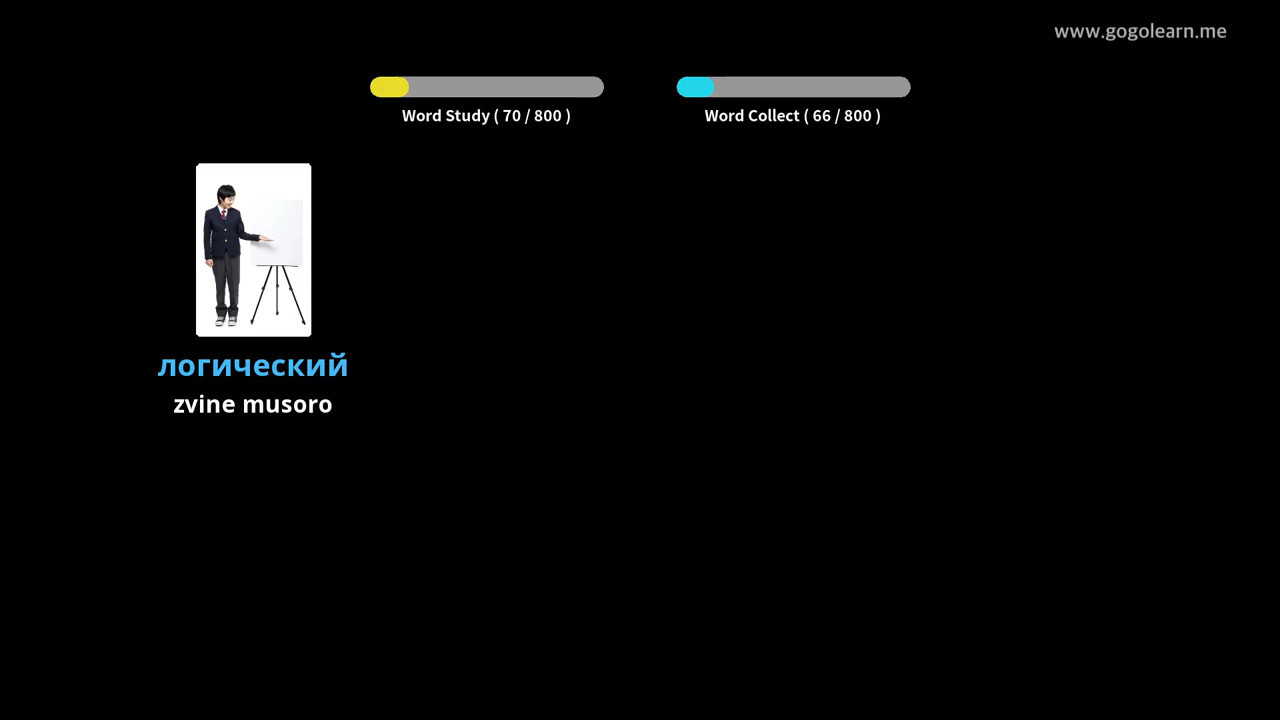 www.gogolearn.me
Word Study ( 70 / 800 )
Word Collect ( 66 / 800 )
логический
zvine musoro